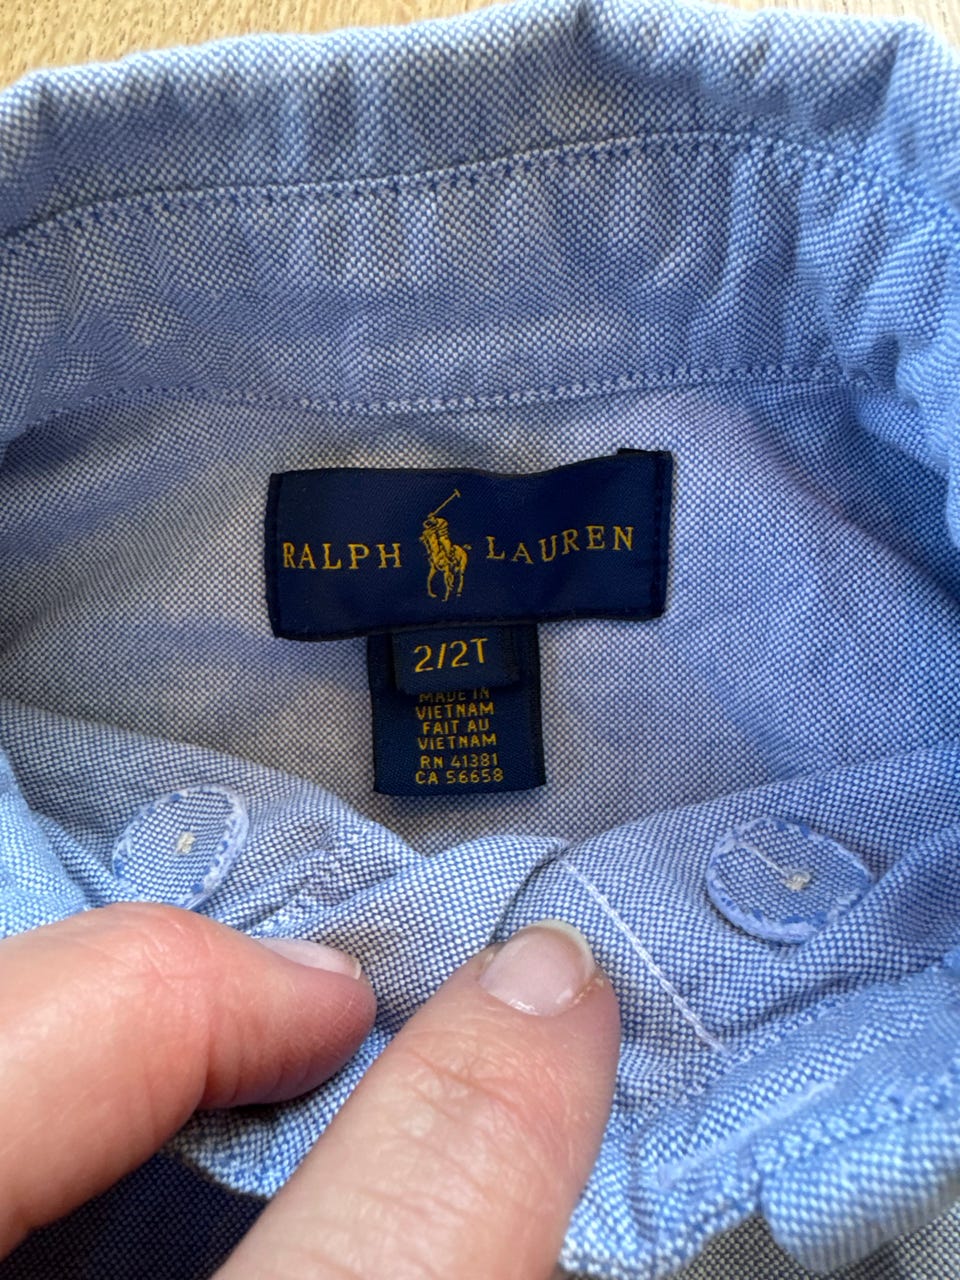 RALPH LAUREN
2/2T
MADE IN
VIETNAM
FAIT AU
VIETNAM
RN 41381
CA 56658